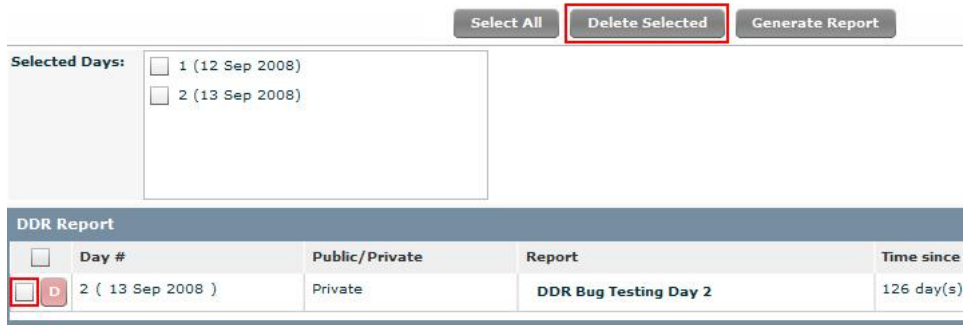 Select All Delete Selected Generate Report
Selected Days: 1 (12 Sep 2008)
2 (13 Sep 2008)
DDR Report
Day # Public/Private Report Time since
D 2 ( 13 Sep 2008 ) Private DDR Bug Testing Day 2 126 day(s)